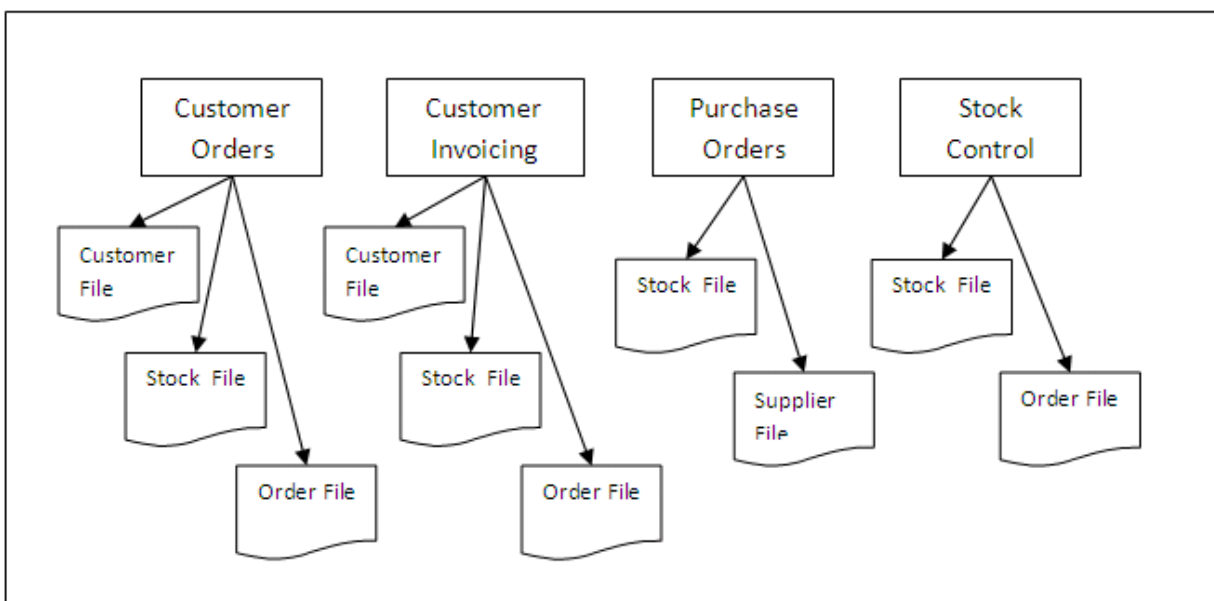 Customer
Orders
Customer
Invoicing
Purchase
Orders
Stock
Control
Customer
File
Customer
File
Stock File
Stock File
Stock File
Stock File
Supplier
File
Order File
Order File
Order File